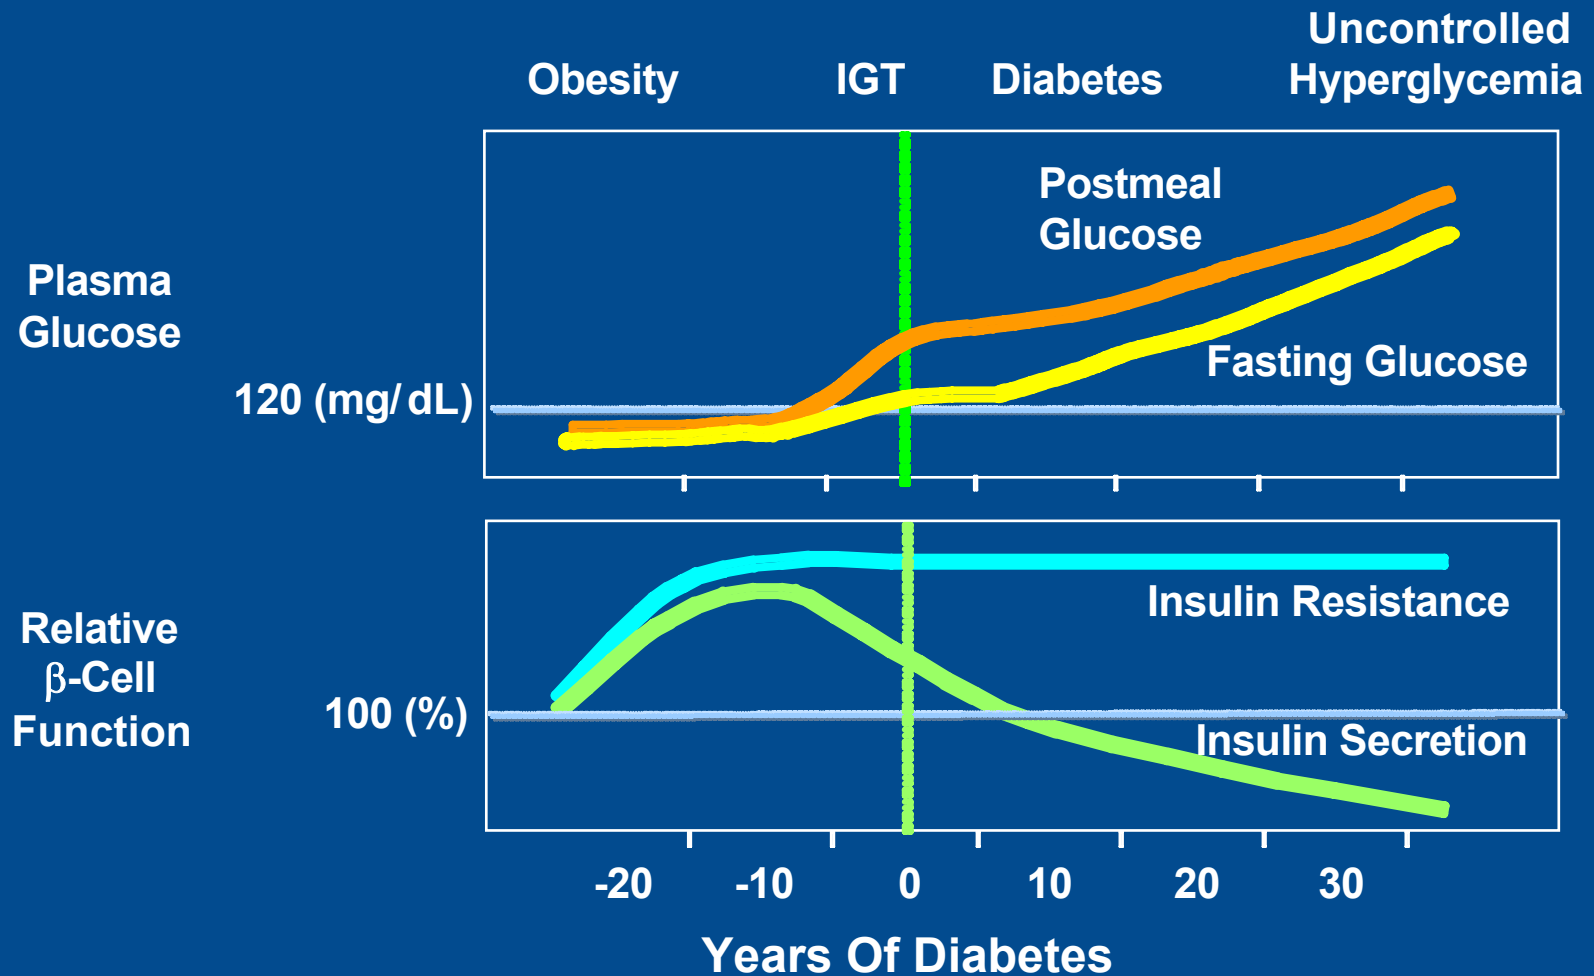 Uncontrolled
Obesity IGT Diabetes Hyperglycemia
Postmeal
Glucose
Plasma
Glucose
Fasting Glucose
120 (mg/dL)
Insulin Resistance
Relative
β-Cell
Function
100 (%)
Insulin Secretion
-20 -10 0 10 20 30
Years Of Diabetes